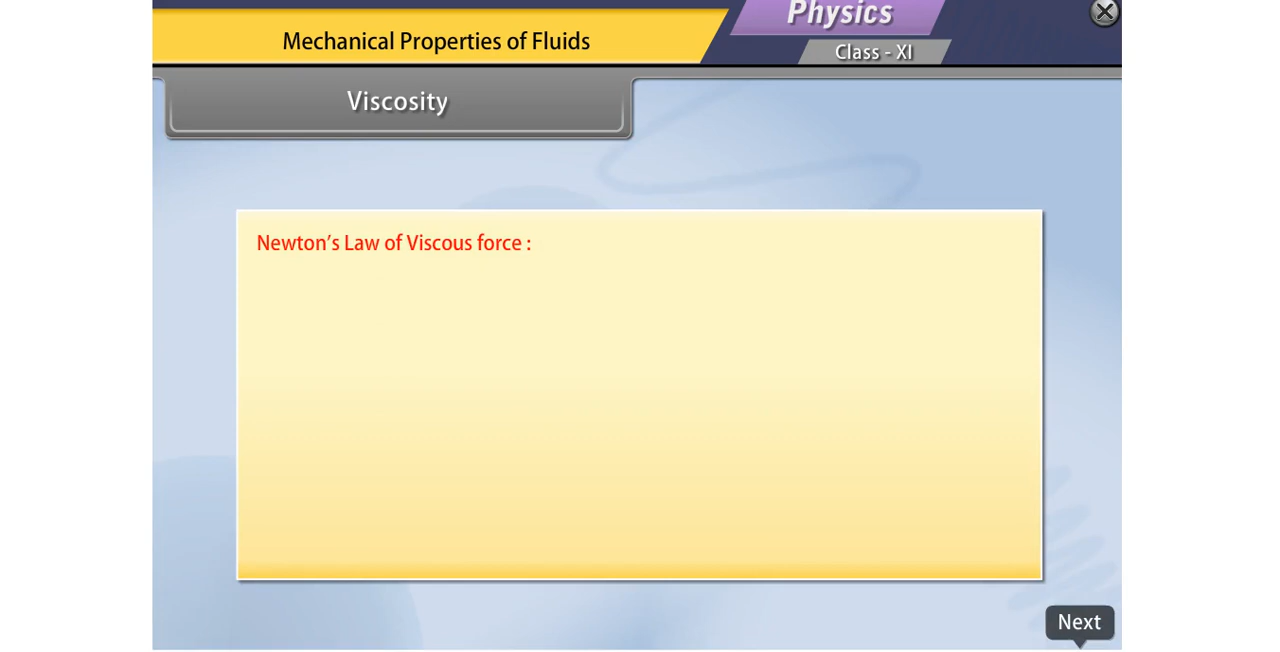 Physics
Mechanical Properties of Fluids
Class - XI
Viscosity
Newton's Law of Viscous force :
Next